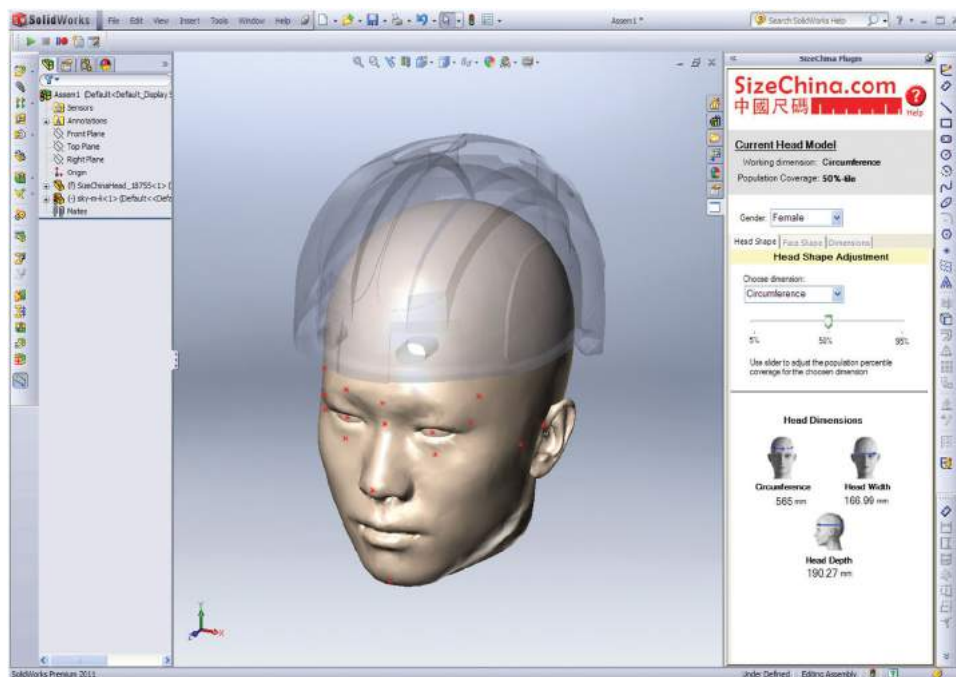 SolidWorks File Edit View Insert Tools Window Help Assem1 * Search SolidWorks Help
SizeChina Plugin
SizeChina.com
中國尺碼
Help
Assem1 (Default<Default_Display S
Sensors
Annotations
Front Plane
Top Plane
Right Plane
Origin
(f) SizeChinaHead_18755<1> (
(-) sky-m-li<1> (Default<<Defa
Mates
Current Head Model
Working dimension: Circumference
Population Coverage: 50%-tile
Gender: Female
Head Shape Face Shape Dimensions
Head Shape Adjustment
Choose dimension:
Circumference
5% 50% 95%
Use slider to adjust the population percentile
coverage for the choosen dimension
Head Dimensions
Circumference Head Width
565 mm 166.99 mm
Head Depth
190.27 mm
Y
X
SolidWorks Premium 2011 Under Defined Editing Assembly